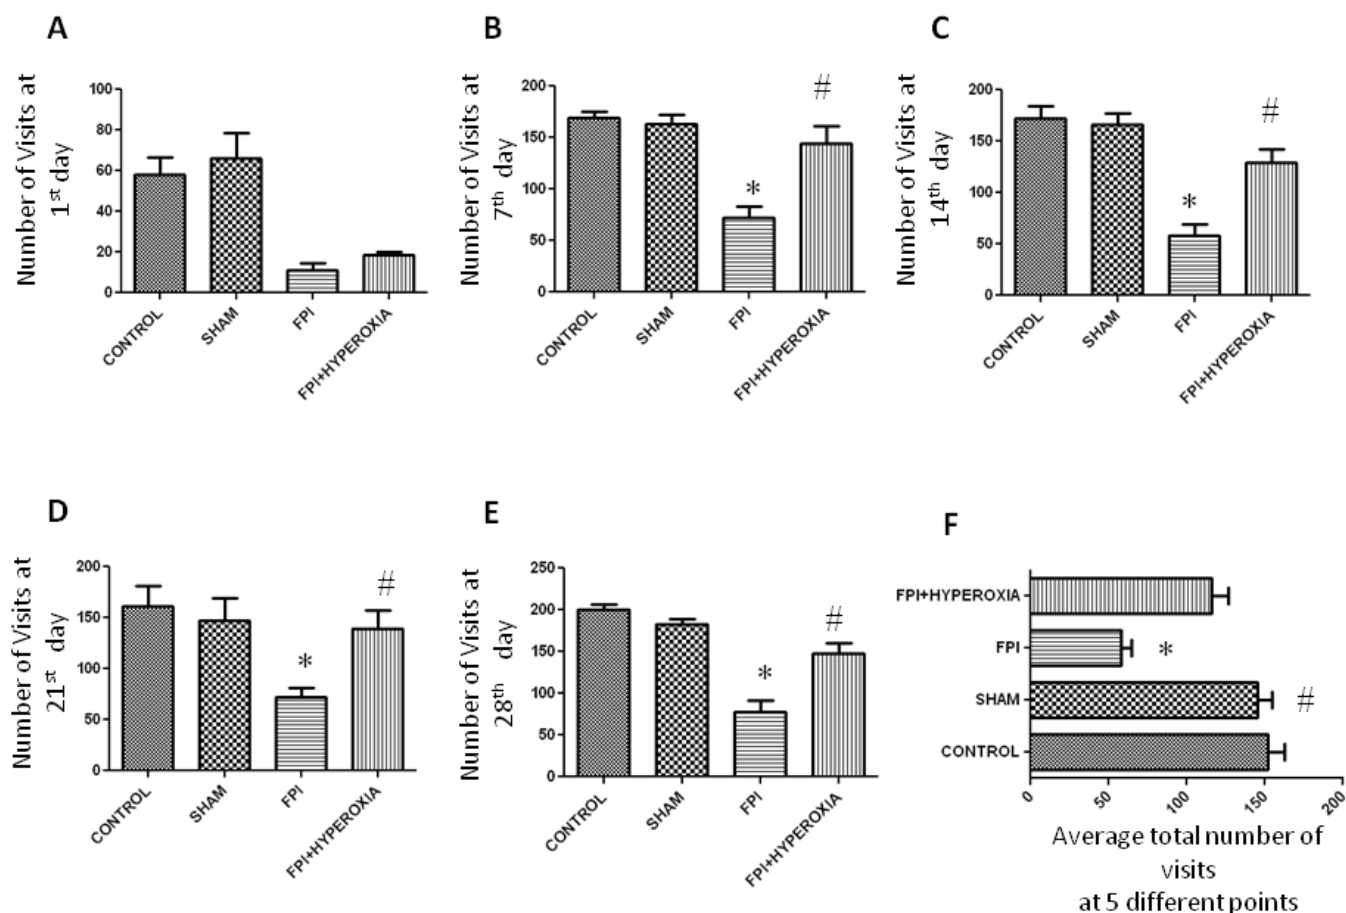 A
Number of Visits at
1st day
100
80
60
40
20
0
CONTROL
SHAM
FPI
FPI+HYPEROXIA
B
Number of Visits at
7th day
200
150
100
50
0
#
*
CONTROL
SHAM
FPI
FPI+HYPEROXIA
C
Number of Visits at
14th day
200
150
100
50
0
#
*
CONTROL
SHAM
FPI
FPI+HYPEROXIA
D
Number of Visits at
21st day
200
150
100
50
0
#
*
CONTROL
SHAM
FPI
FPI+HYPEROXIA
E
Number of Visits at
28th day
250
200
150
100
50
0
#
*
CONTROL
SHAM
FPI
FPI+HYPEROXIA
F
FPI+HYPEROXIA
FPI *
SHAM #
CONTROL
0 50 100 150 200
Average total number of
visits
at 5 different points